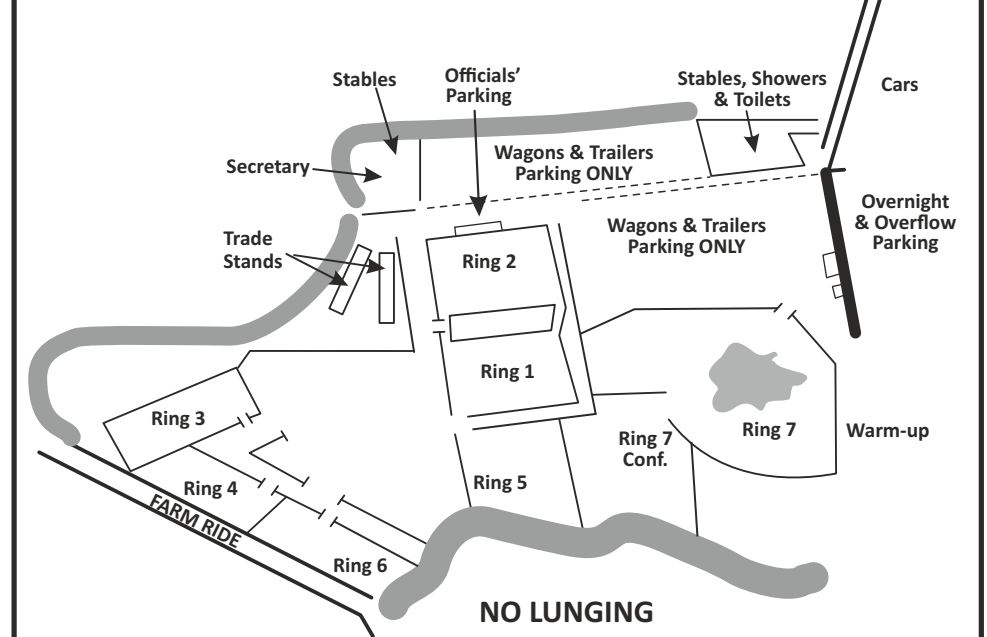 Stables
Officials’
Parking
Stables, Showers
& Toilets
Cars
Secretary
Wagons & Trailers
Parking ONLY
Overnight
& Overflow
Parking
Trade
Stands
Wagons & Trailers
Parking ONLY
Ring 2
Ring 1
Ring 3
Ring 7
Conf.
Ring 7
Warm-up
Ring 4
Ring 5
FARM RIDE
Ring 6
NO LUNGING